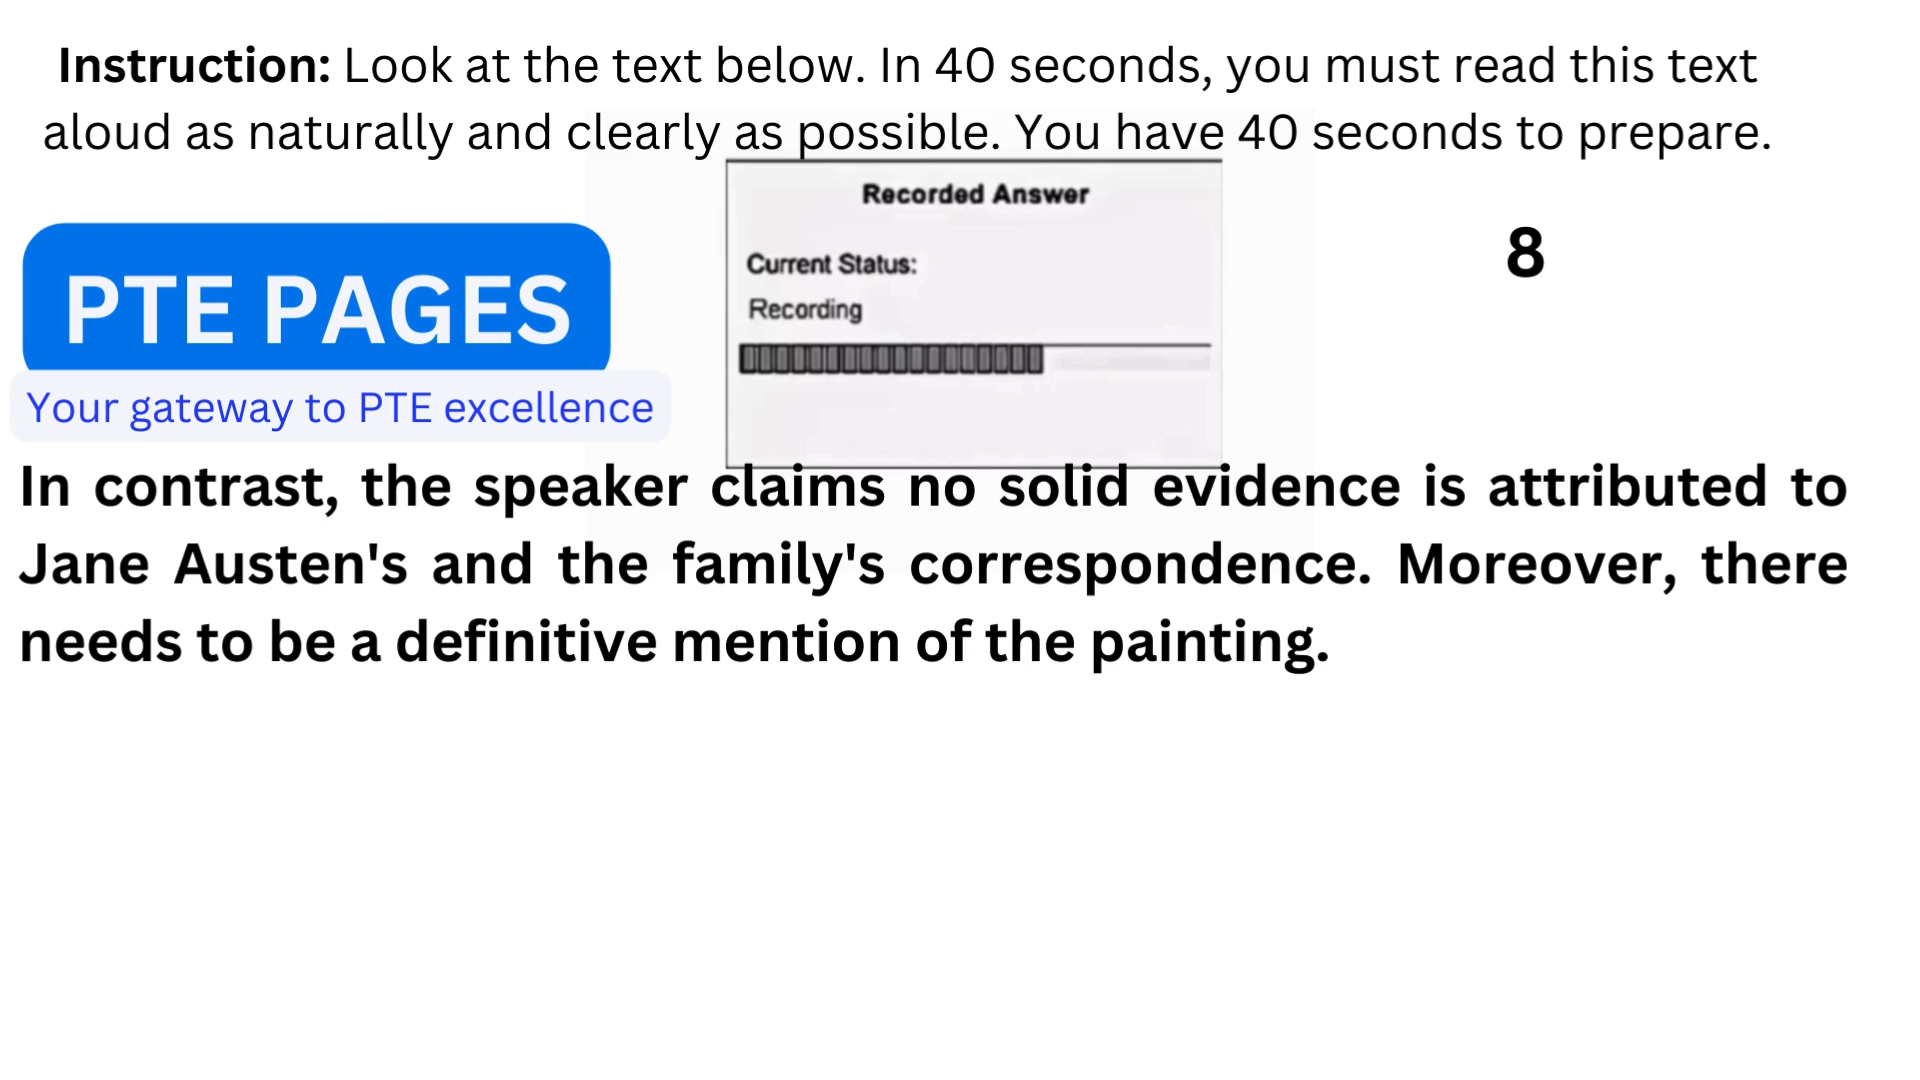 Instruction: Look at the text below. In 40 seconds, you must read this text
aloud as naturally and clearly as possible. You have 40 seconds to prepare.
Recorded Answer
Current Status:
Recording
8
PTE PAGES
Your gateway to PTE excellence
In contrast, the speaker claims no solid evidence is attributed to
Jane Austen's and the family's correspondence. Moreover, there
needs to be a definitive mention of the painting.